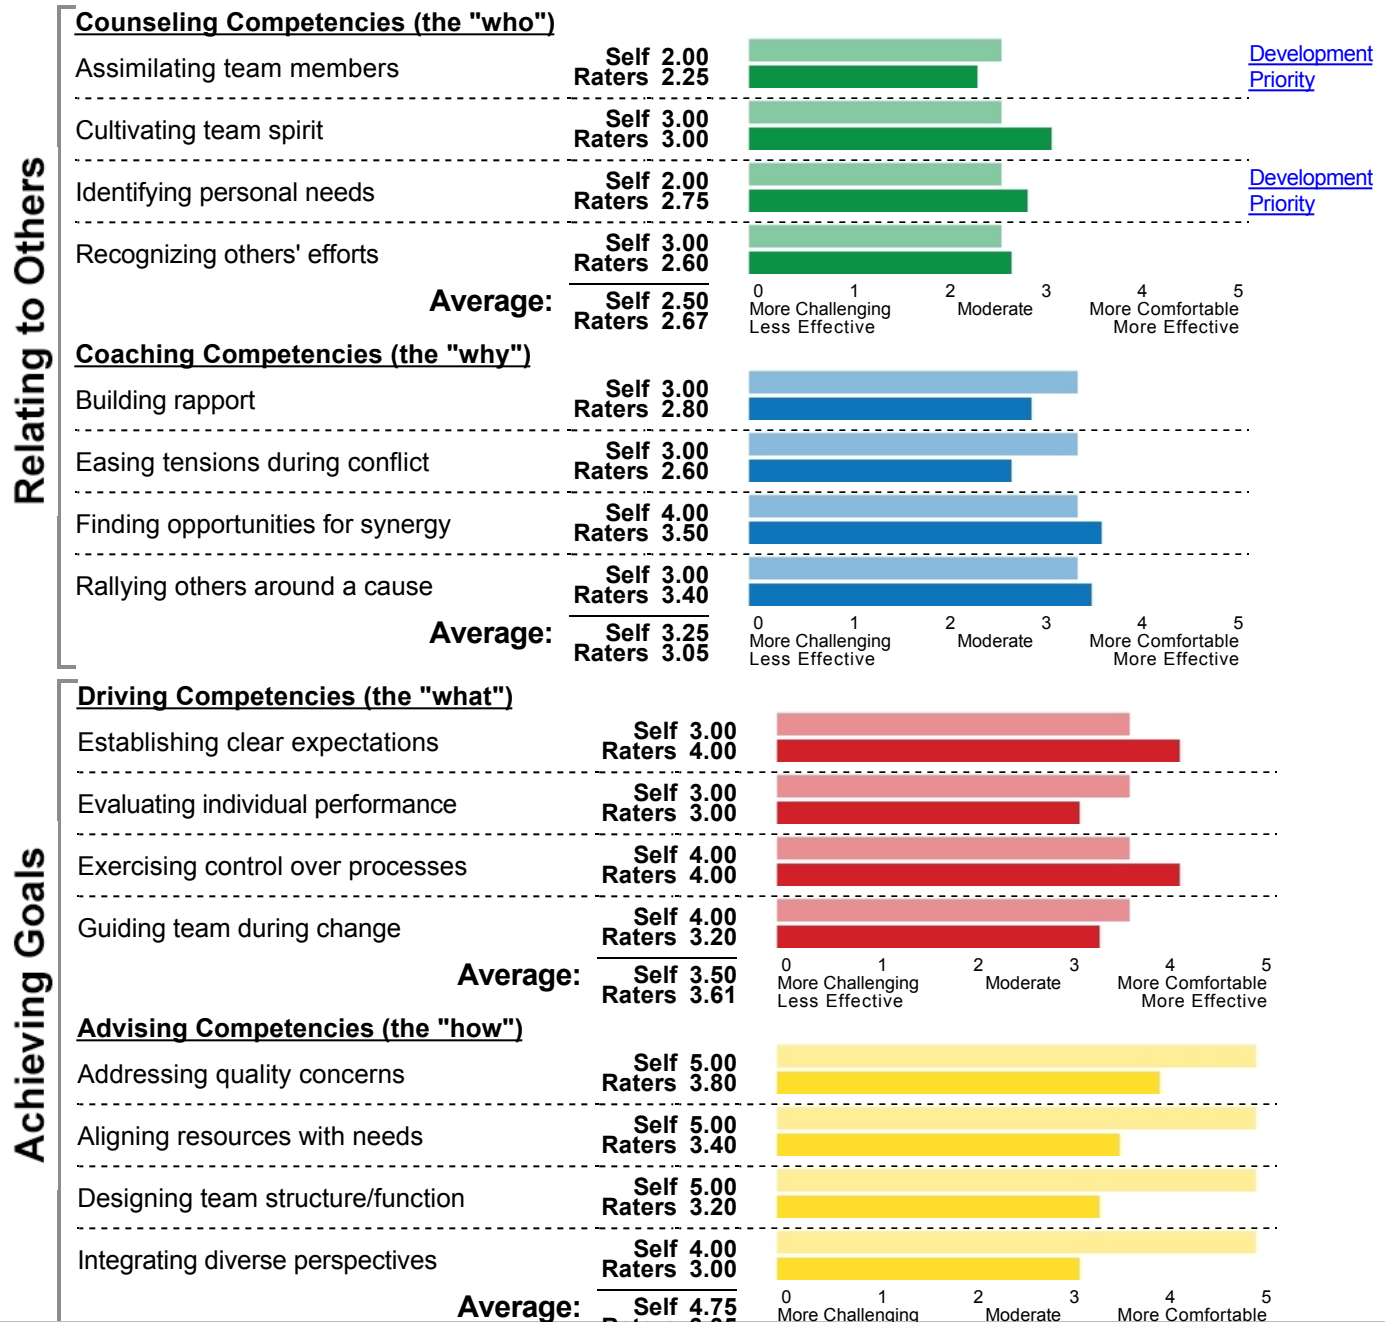 Relating to Others
Counseling Competencies (the "who")
Assimilating team members
Self 2.00
Raters 2.25
Development
Priority
Cultivating team spirit
Self 3.00
Raters 3.00
Identifying personal needs
Self 2.00
Raters 2.75
Development
Priority
Recognizing others' efforts
Self 3.00
Raters 2.60
Average:
Self 2.50
Raters 2.67
0 1 2 3 4 5
More Challenging Moderate More Comfortable
Less Effective More Effective
Coaching Competencies (the "why")
Building rapport
Self 3.00
Raters 2.80
Easing tensions during conflict
Self 3.00
Raters 2.60
Finding opportunities for synergy
Self 4.00
Raters 3.50
Rallying others around a cause
Self 3.00
Raters 3.40
Average:
Self 3.25
Raters 3.05
0 1 2 3 4 5
More Challenging Moderate More Comfortable
Less Effective More Effective
Achieving Goals
Driving Competencies (the "what")
Establishing clear expectations
Self 3.00
Raters 4.00
Evaluating individual performance
Self 3.00
Raters 3.00
Exercising control over processes
Self 4.00
Raters 4.00
Guiding team during change
Self 4.00
Raters 3.20
Average:
Self 3.50
Raters 3.61
0 1 2 3 4 5
More Challenging Moderate More Comfortable
Less Effective More Effective
Advising Competencies (the "how")
Addressing quality concerns
Self 5.00
Raters 3.80
Aligning resources with needs
Self 5.00
Raters 3.40
Designing team structure/function
Self 5.00
Raters 3.20
Integrating diverse perspectives
Self 4.00
Raters 3.00
Average:
Self 4.75
0 1 2 3 4 5
More Challenging Moderate More Comfortable